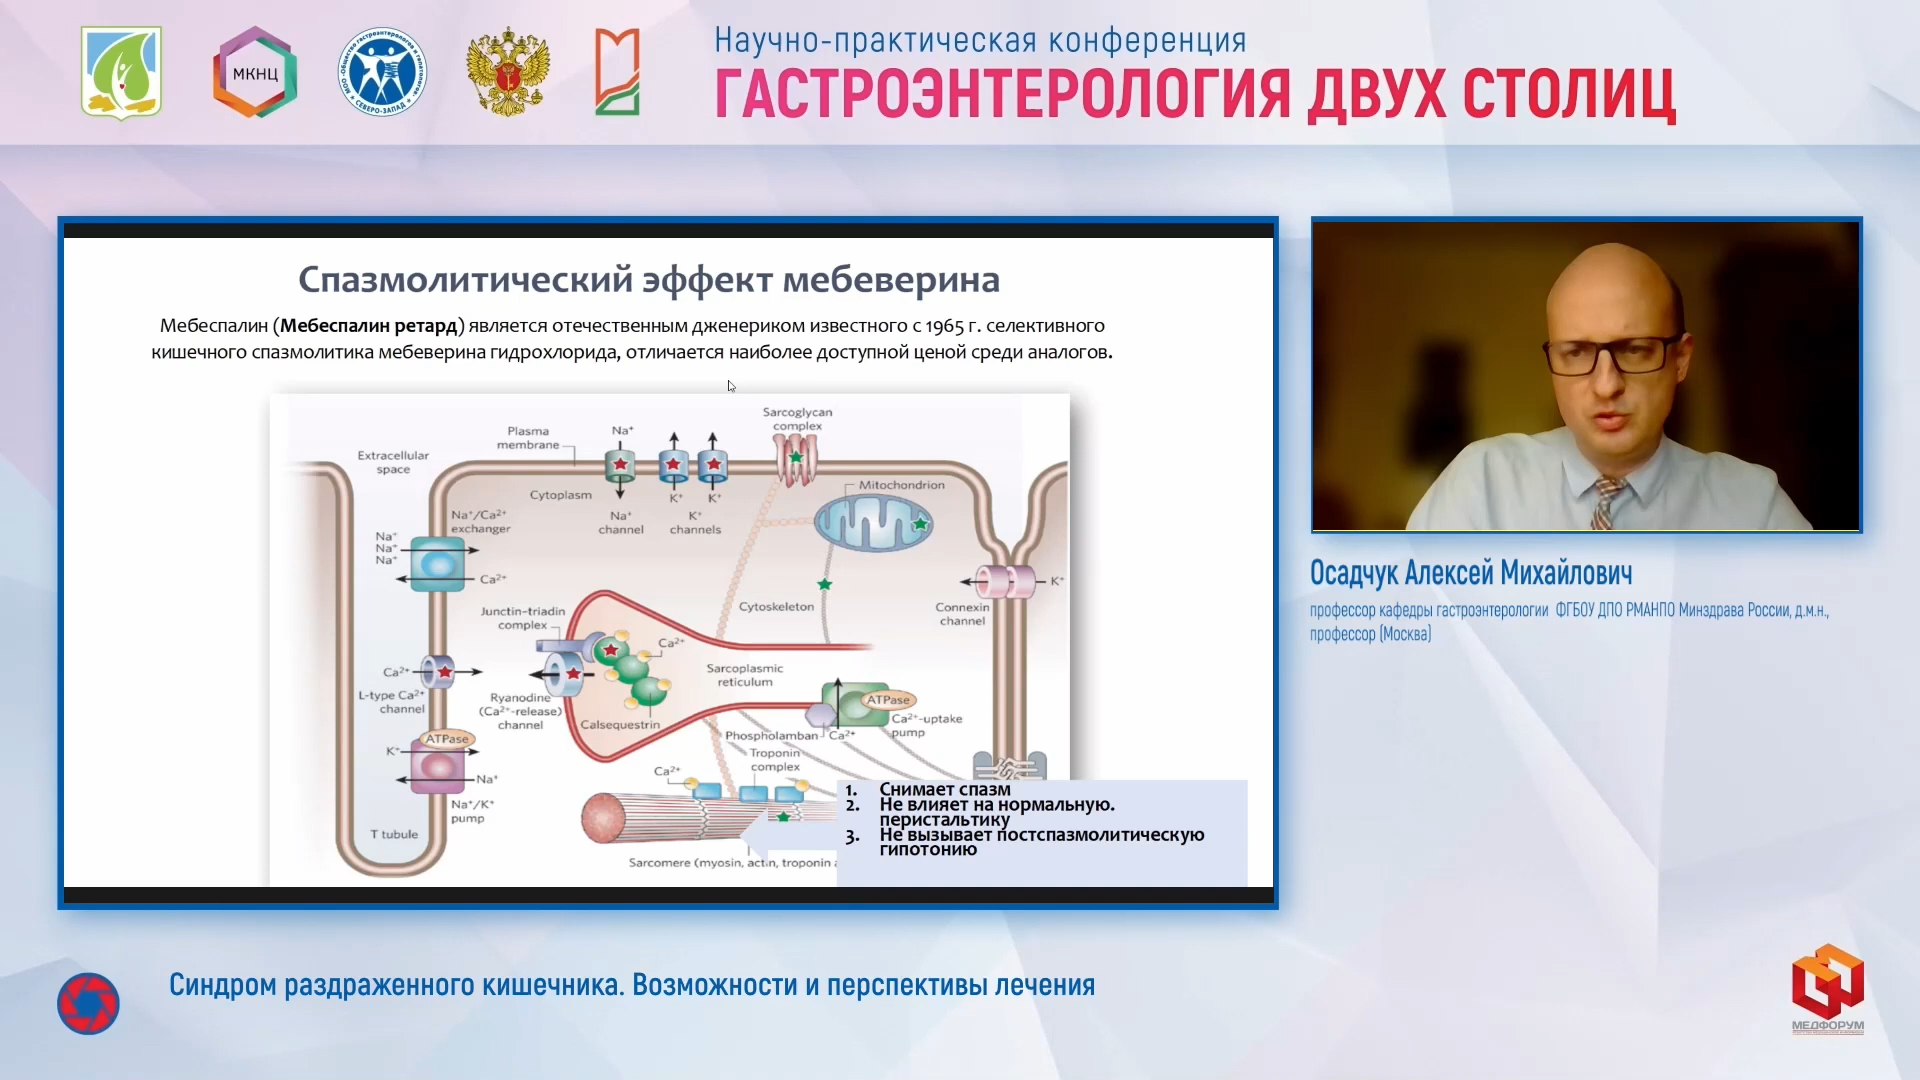 Научно-практическая конференция
ГАСТРОЭНТЕРОЛОГИЯ ДВУХ СТОЛИЦ
МКНЦ
МОО «Общество гастроэнтерологов и гепатологов»
СЕВЕРО-ЗАПАД
Спазмолитический эффект мебеверина
Мебеспалин (Мебеспалин ретард) является отечественным дженериком известного с 1965 г. селективного
кишечного спазмолитика мебеверина гидрохлорида, отличается наиболее доступной ценой среди аналогов.
Extracellular
space
Plasma
membrane
Na⁺
Sarcoglycan
complex
Cytoplasm
Na⁺
channel
K⁺
K⁺
K⁺
channels
Mitochondrion
Na⁺/Ca²⁺
exchanger
Na⁺
Na⁺
Na⁺
Ca²⁺
Junctin-triadin
complex
Ca²⁺
Cytoskeleton
Connexin
channel
K⁺
Ca²⁺
L-type Ca²⁺
channel
Ryanodine
(Ca²⁺-release)
channel
Calsequestrin
Sarcoplasmic
reticulum
ATPase
Ca²⁺-uptake
pump
Phospholamban
Ca²⁺
ATPase
K⁺
Na⁺
Na⁺/K⁺
pump
T tubule
Ca²⁺
Troponin
complex
Sarcomere (myosin, actin, troponin
1. Снимает спазм
2. Не влияет на нормальную.
перистальтику
3. Не вызывает постспазмолитическую
гипотонию
Осадчук Алексей Михайлович
профессор кафедры гастроэнтерологии ФГБОУ ДПО РМАНПО Минздрава России, д.м.н.,
профессор (Москва)
Синдром раздраженного кишечника. Возможности и перспективы лечения
МЕДФОРУМ